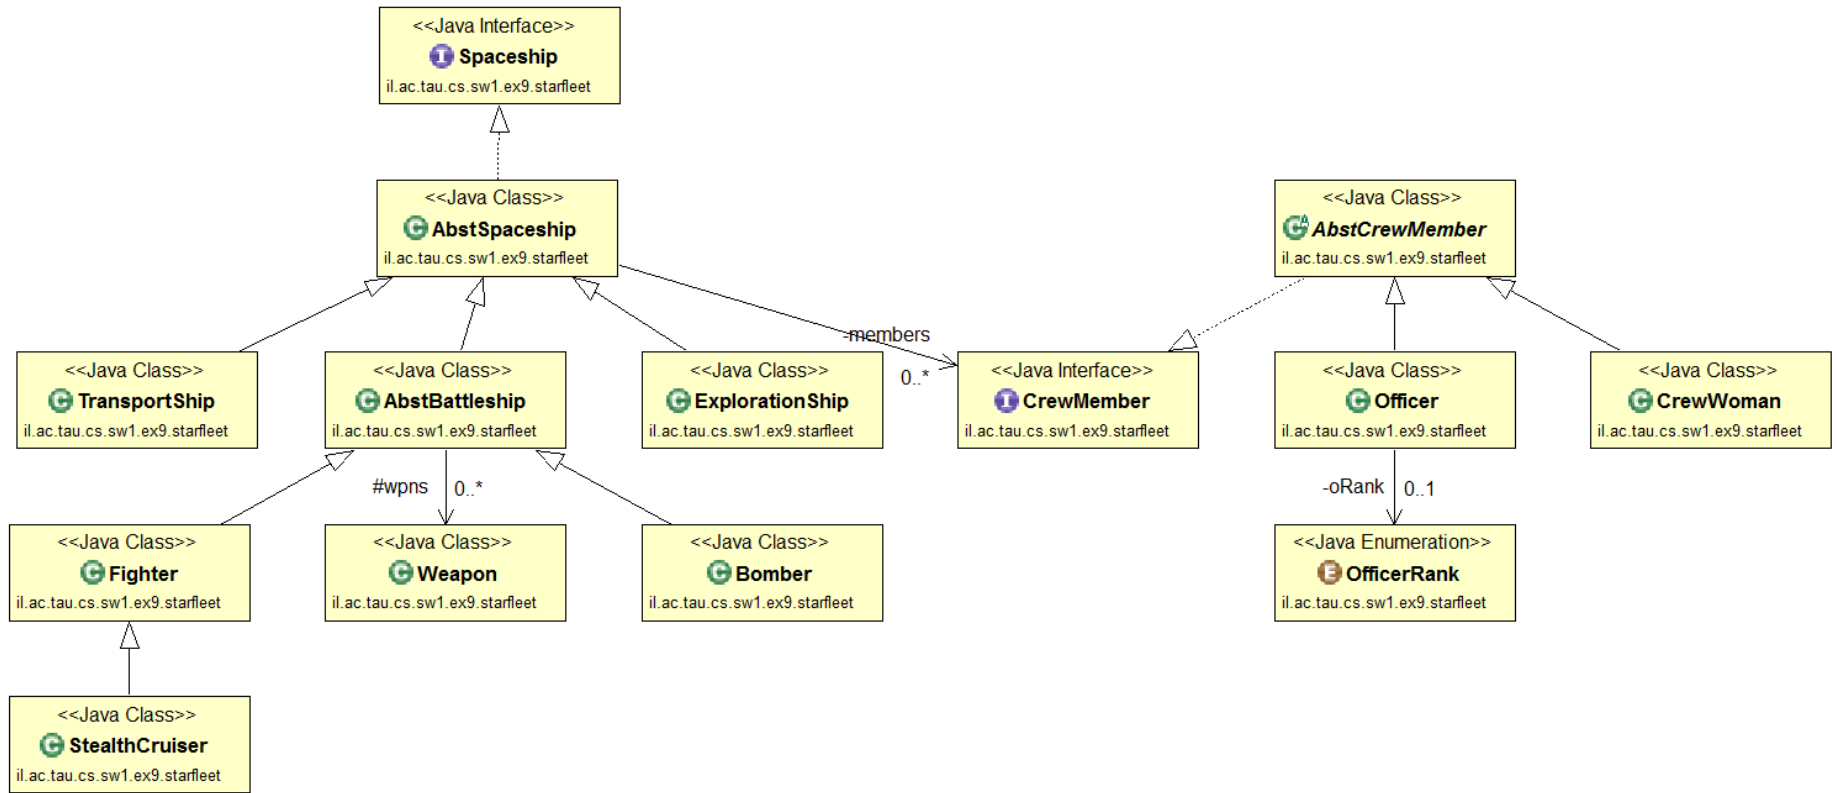 <<Java Interface>>
I Spaceship
il.ac.tau.cs.sw1.ex9.starfleet
<<Java Class>>
C AbstSpaceship
il.ac.tau.cs.sw1.ex9.starfleet
<<Java Class>>
C A AbstCrewMember
il.ac.tau.cs.sw1.ex9.starfleet
-members
0..*
<<Java Class>>
C TransportShip
il.ac.tau.cs.sw1.ex9.starfleet
<<Java Class>>
C AbstBattleship
il.ac.tau.cs.sw1.ex9.starfleet
<<Java Class>>
C ExplorationShip
il.ac.tau.cs.sw1.ex9.starfleet
<<Java Interface>>
I CrewMember
il.ac.tau.cs.sw1.ex9.starfleet
<<Java Class>>
C Officer
il.ac.tau.cs.sw1.ex9.starfleet
<<Java Class>>
C CrewWoman
il.ac.tau.cs.sw1.ex9.starfleet
#wpns 0..*
-oRank 0..1
<<Java Class>>
C Fighter
il.ac.tau.cs.sw1.ex9.starfleet
<<Java Class>>
C Weapon
il.ac.tau.cs.sw1.ex9.starfleet
<<Java Class>>
C Bomber
il.ac.tau.cs.sw1.ex9.starfleet
<<Java Enumeration>>
E OfficerRank
il.ac.tau.cs.sw1.ex9.starfleet
<<Java Class>>
C StealthCruiser
il.ac.tau.cs.sw1.ex9.starfleet